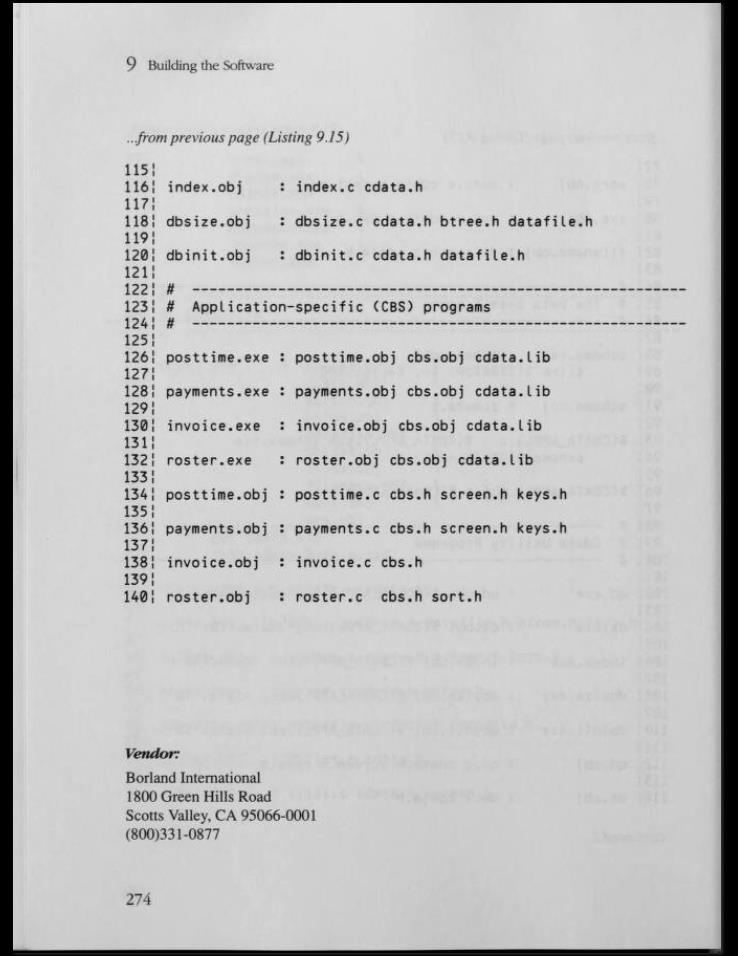 9 Building the Software
...from previous page (Listing 9.15)
115¦
116¦ index.obj    : index.c cdata.h
117¦
118¦ dbsize.obj   : dbsize.c cdata.h btree.h datafile.h
119¦
120¦ dbinit.obj   : dbinit.c cdata.h datafile.h
121¦
122¦ #  ----------------------------------------------------------
123¦ #  Application-specific (CBS) programs
124¦ #  ----------------------------------------------------------
125¦
126¦ posttime.exe : posttime.obj cbs.obj cdata.lib
127¦
128¦ payments.exe : payments.obj cbs.obj cdata.lib
129¦
130¦ invoice.exe  : invoice.obj cbs.obj cdata.lib
131¦
132¦ roster.exe   : roster.obj cbs.obj cdata.lib
133¦
134¦ posttime.obj : posttime.c cbs.h screen.h keys.h
135¦
136¦ payments.obj : payments.c cbs.h screen.h keys.h
137¦
138¦ invoice.obj  : invoice.c cbs.h
139¦
140¦ roster.obj   : roster.c  cbs.h sort.h
Vendor:
Borland International
1800 Green Hills Road
Scotts Valley, CA 95066-0001
(800)331-0877
274